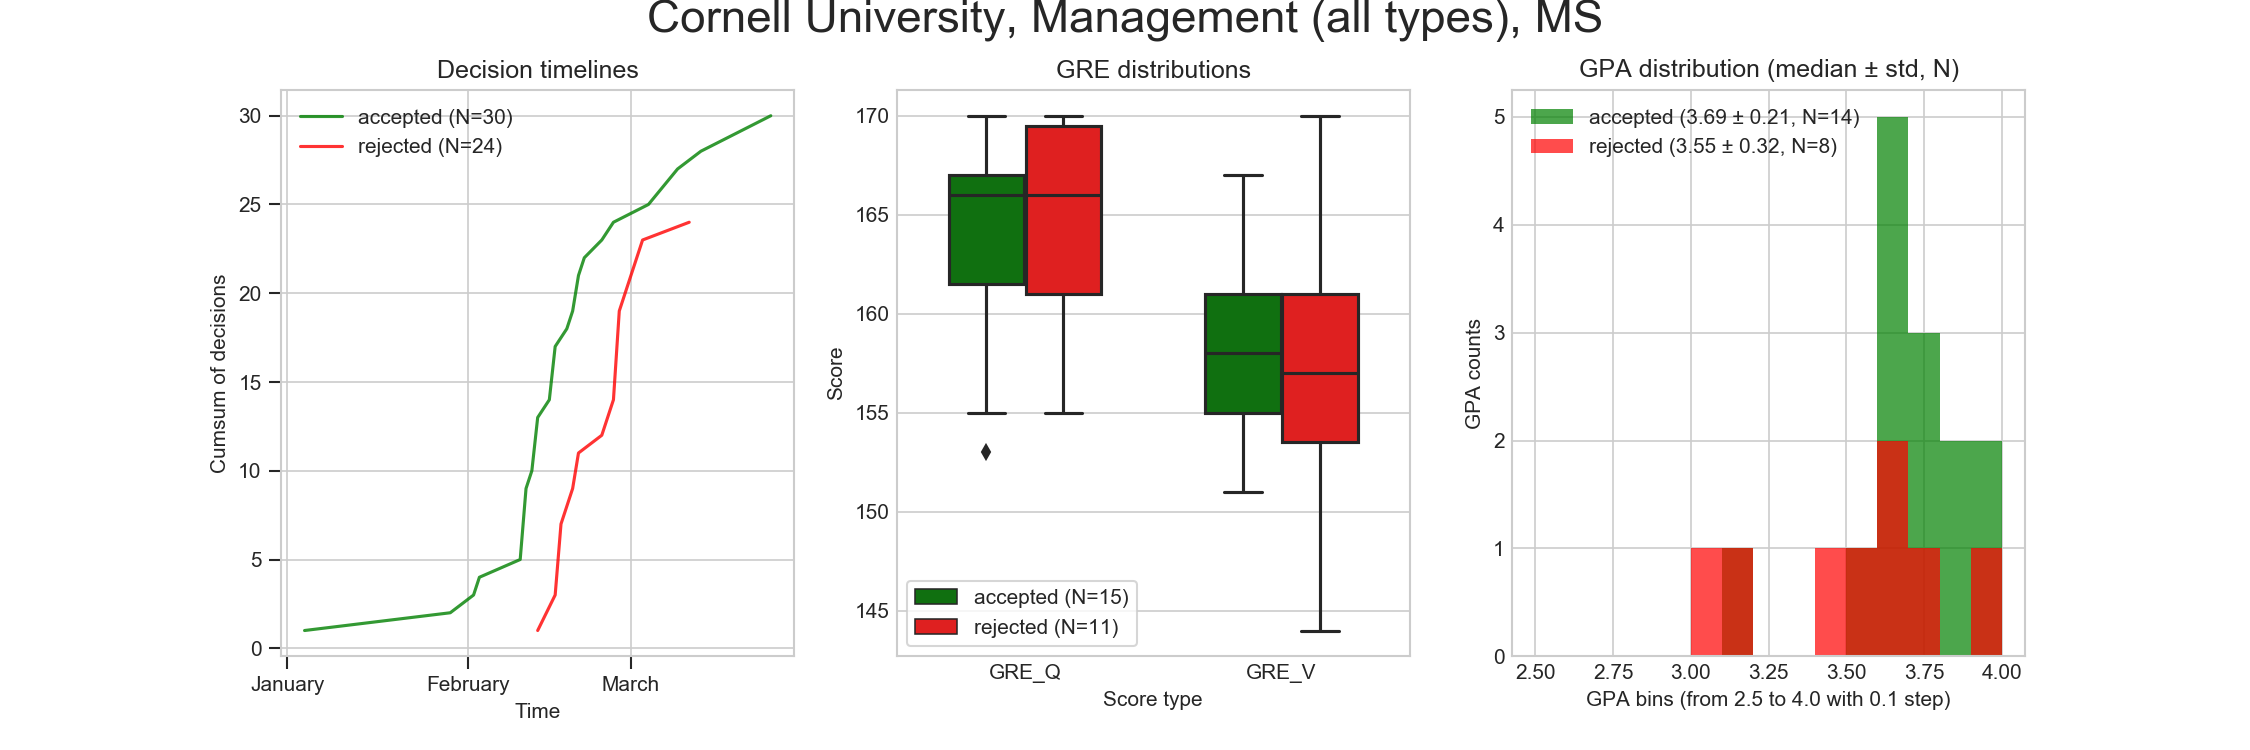 Cornell University, Management (all types), MS
Decision timelines
accepted (N=30)
rejected (N=24)
30
25
20
15
10
5
0
Cumsum of decisions
January
February
March
Time
GRE distributions
170
165
160
155
150
145
Score
accepted (N=15)
rejected (N=11)
GRE_Q
GRE_V
Score type
GPA distribution (median ± std, N)
accepted (3.69 ± 0.21, N=14)
rejected (3.55 ± 0.32, N=8)
5
4
3
2
1
0
GPA counts
2.50
2.75
3.00
3.25
3.50
3.75
4.00
GPA bins (from 2.5 to 4.0 with 0.1 step)